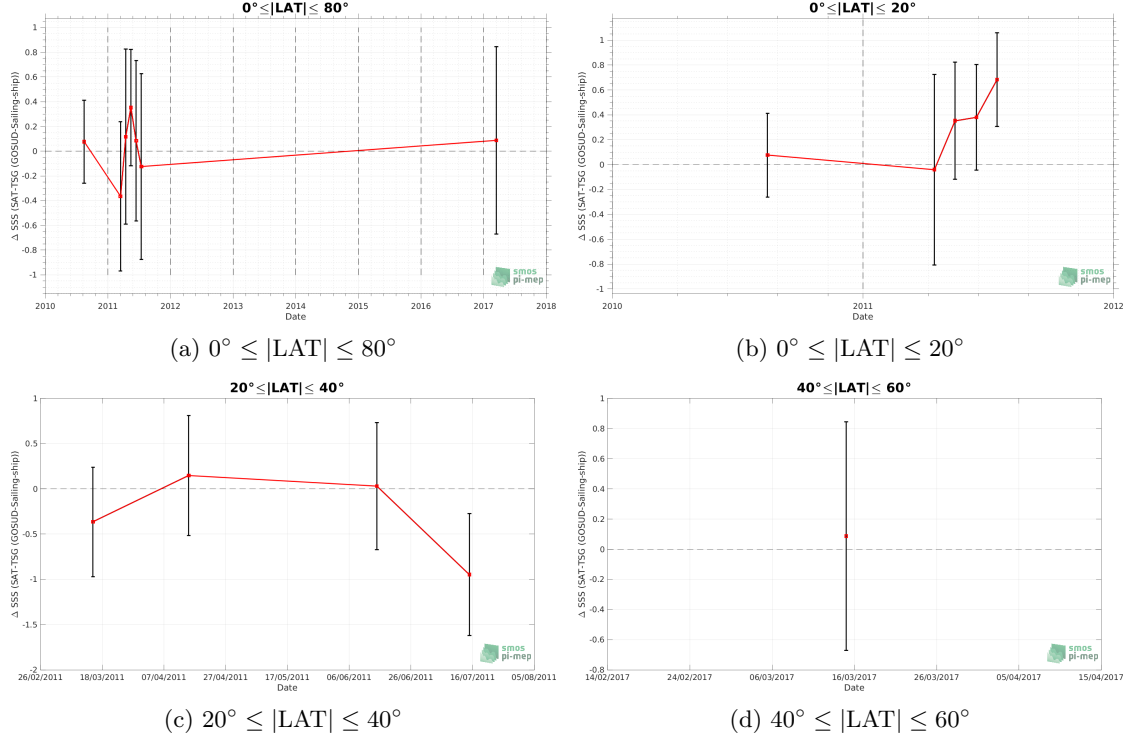 0°≤|LAT|≤ 80°
Δ SSS (SAT-TSG (GOSUD-Sailing-ship))
1
0.8
0.6
0.4
0.2
0
-0.2
-0.4
-0.6
-0.8
-1
2010 2011 2012 2013 2014 2015 2016 2017 2018
Date
smos
pi-mep
(a) 0° ≤ |LAT| ≤ 80°
0°≤|LAT|≤ 20°
Δ SSS (SAT-TSG (GOSUD-Sailing-ship))
1
0.8
0.6
0.4
0.2
0
-0.2
-0.4
-0.6
-0.8
-1
2010 2011 2012
Date
smos
pi-mep
(b) 0° ≤ |LAT| ≤ 20°
20°≤|LAT|≤ 40°
Δ SSS (SAT-TSG (GOSUD-Sailing-ship))
1
0.5
0
-0.5
-1
-1.5
-2
26/02/2011 18/03/2011 07/04/2011 27/04/2011 17/05/2011 06/06/2011 26/06/2011 16/07/2011 05/08/2011
Date
smos
pi-mep
(c) 20° ≤ |LAT| ≤ 40°
40°≤|LAT|≤ 60°
Δ SSS (SAT-TSG (GOSUD-Sailing-ship))
1
0.8
0.6
0.4
0.2
0
-0.2
-0.4
-0.6
-0.8
14/02/2017 24/02/2017 06/03/2017 16/03/2017 26/03/2017 05/04/2017 15/04/2017
Date
smos
pi-mep
(d) 40° ≤ |LAT| ≤ 60°